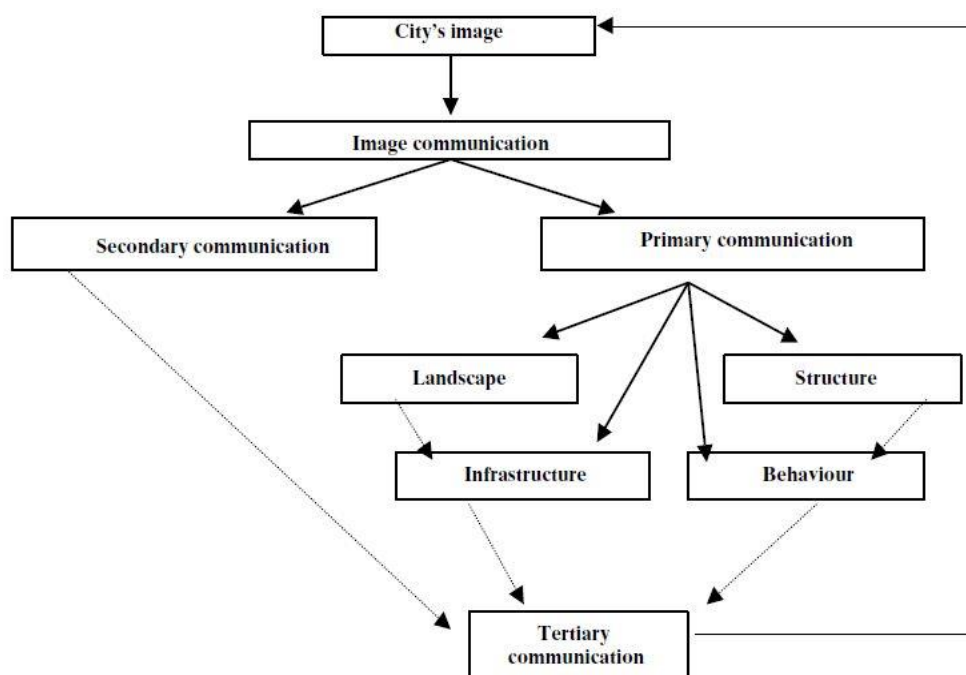 City's image
Image communication
Secondary communication
Primary communication
Landscape
Structure
Infrastructure
Behaviour
Tertiary
communication